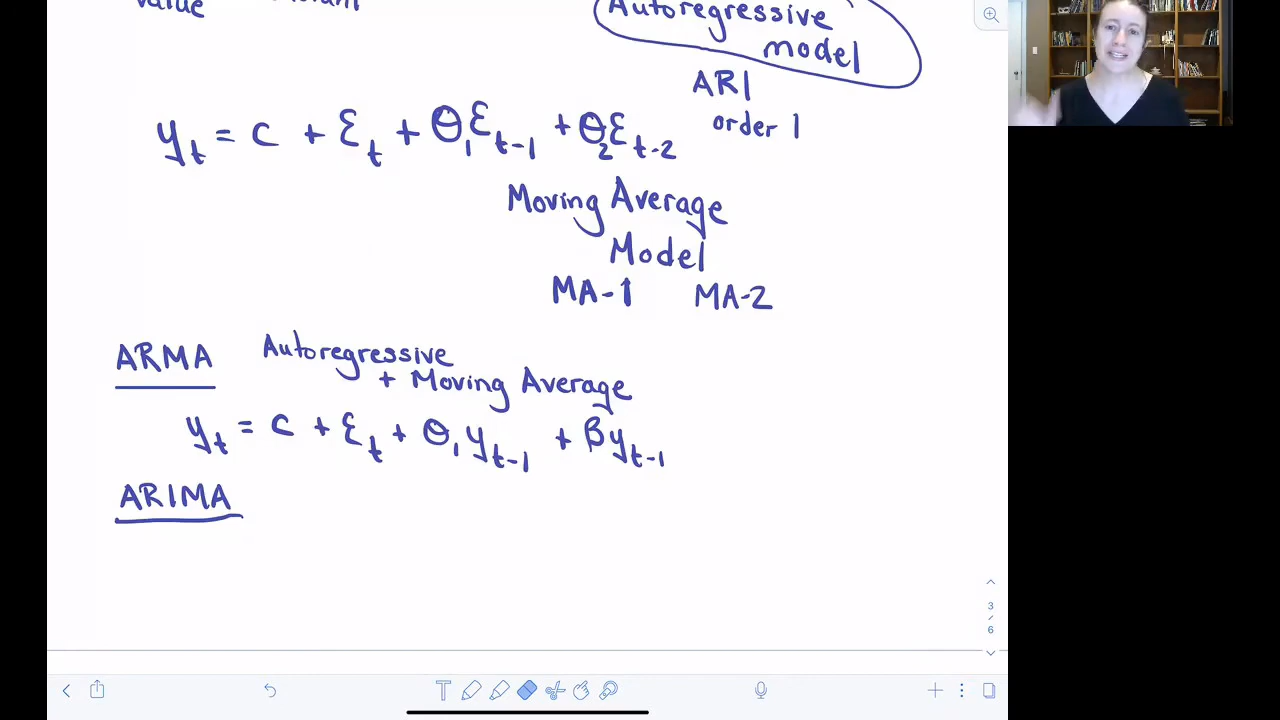 value
Autoregressive
model
AR1
order 1
yₜ = c + εₜ + θ₁εₜ₋₁ + θ₂εₜ₋₂
Moving Average
Model
MA-1 MA-2
ARMA Autoregressive
+ Moving Average
yₜ = c + εₜ + θ₁yₜ₋₁ + βyₜ₋₁
ARIMA
3
/
6
T